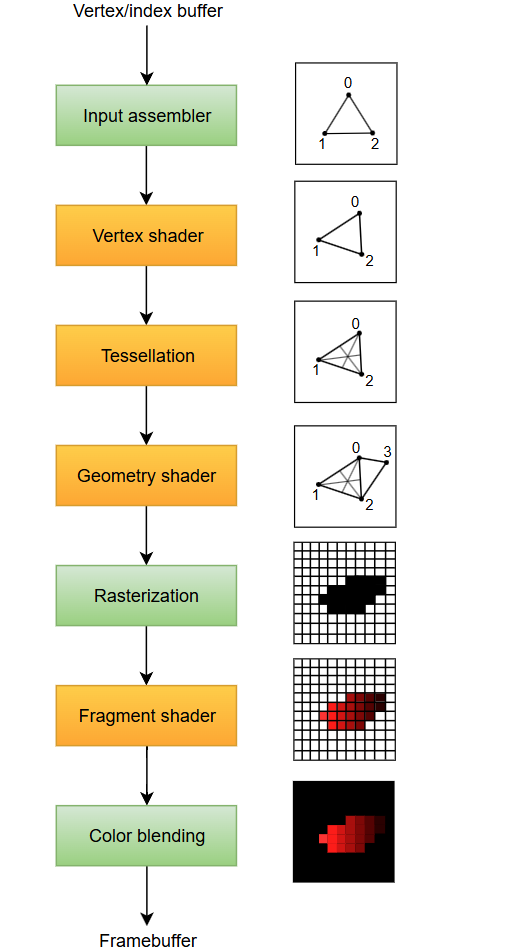 Vertex/index buffer
Input assembler
0
1 2
Vertex shader
0
1
2
Tessellation
0
1
2
Geometry shader
0 3
1
2
Rasterization
Fragment shader
Color blending
Framebuffer